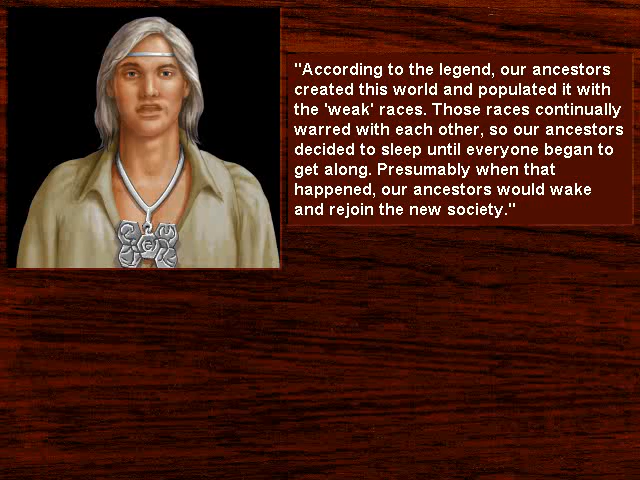 "According to the legend, our ancestors
created this world and populated it with
the 'weak' races. Those races continually
warred with each other, so our ancestors
decided to sleep until everyone began to
get along. Presumably when that
happened, our ancestors would wake
and rejoin the new society."